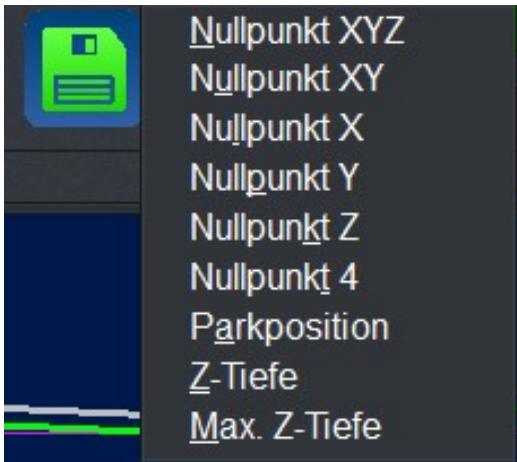 Nullpunkt XYZ
Nullpunkt XY
Nullpunkt X
Nullpunkt Y
Nullpunkt Z
Nullpunkt 4
Parkposition
Z-Tiefe
Max. Z-Tiefe